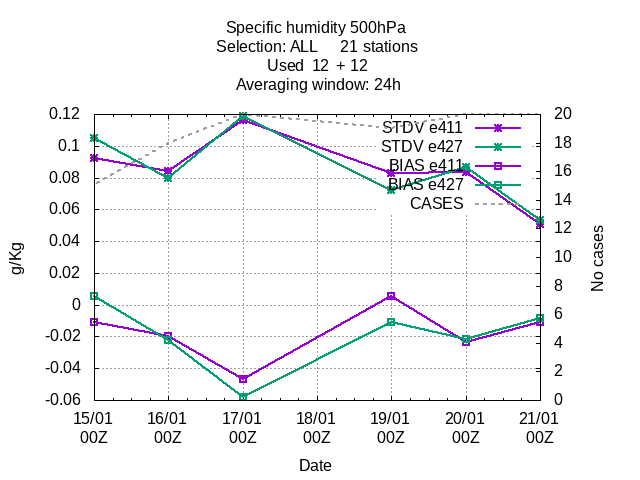 Specific humidity 500hPa
Selection: ALL     21 stations
Used  12  + 12
Averaging window: 24h
0.12
0.1
0.08
0.06
0.04
0.02
0
-0.02
-0.04
-0.06
g/Kg
STDV e411
STDV e427
BIAS e411
BIAS e427
CASES
20
18
16
14
12
10
8
6
4
2
0
No cases
15/01 16/01 17/01 18/01 19/01 20/01 21/01
00Z 00Z 00Z 00Z 00Z 00Z 00Z
Date